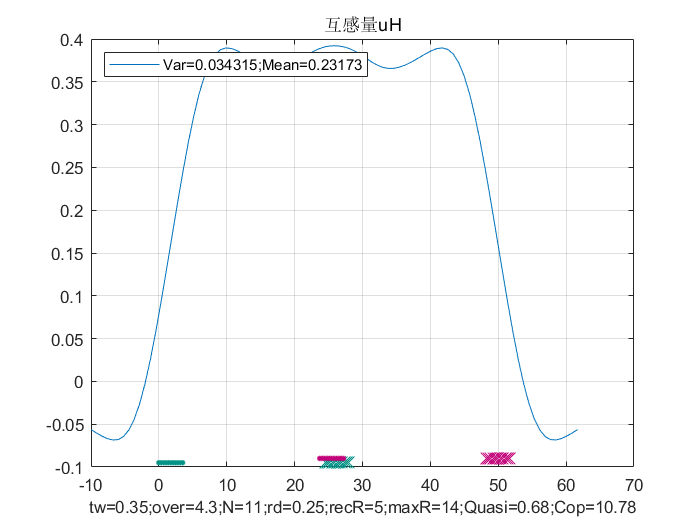 互感量uH
0.4
Var=0.034315;Mean=0.23173
0.35
0.3
0.25
0.2
0.15
0.1
0.05
0
-0.05
-0.1
-10 0 10 20 30 40 50 60 70
tw=0.35;over=4.3;N=11;rd=0.25;recR=5;maxR=14;Quasi=0.68;Cop=10.78